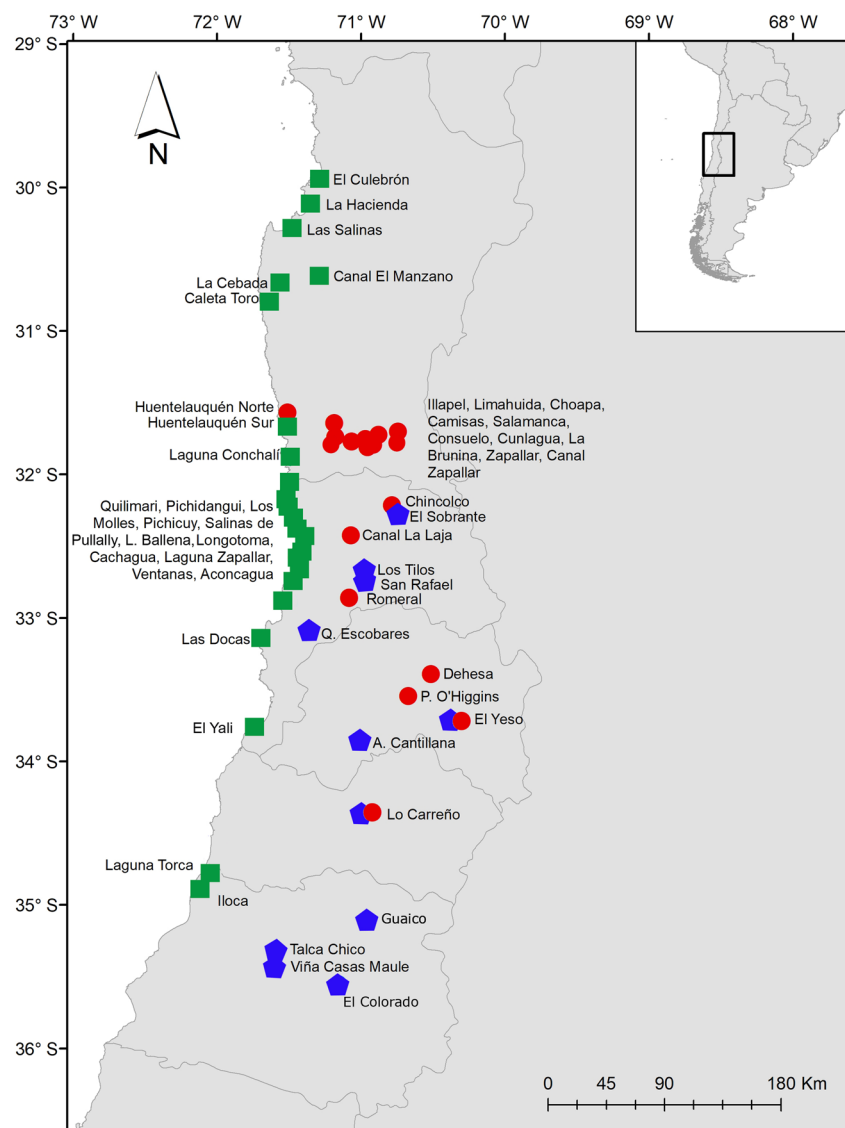 73° W
72° W
71° W
70° W
69° W
68° W
29° S
N
30° S
El Culebrón
La Hacienda
Las Salinas
La Cebada
Canal El Manzano
Caleta Toro
31° S
Huentelauquén Norte
Huentelauquén Sur
Illapel, Limahuida, Choapa,
Camisas, Salamanca,
Consuelo, Cunlagua, La
Brunina, Zapallar, Canal
Zapallar
Laguna Conchalí
32° S
Quilimari, Pichidangui, Los
Molles, Pichicuy, Salinas de
Pullally, L. Ballena,Longotoma,
Cachagua, Laguna Zapallar,
Ventanas, Aconcagua
Chincolco
El Sobrante
Canal La Laja
Los Tilos
San Rafael
Romeral
33° S
Q. Escobares
Las Docas
Dehesa
P. O'Higgins
El Yeso
El Yali
A. Cantillana
34° S
Lo Carreño
Laguna Torca
Iloca
35° S
Guaico
Talca Chico
Viña Casas Maule
El Colorado
36° S
0 45 90 180 Km